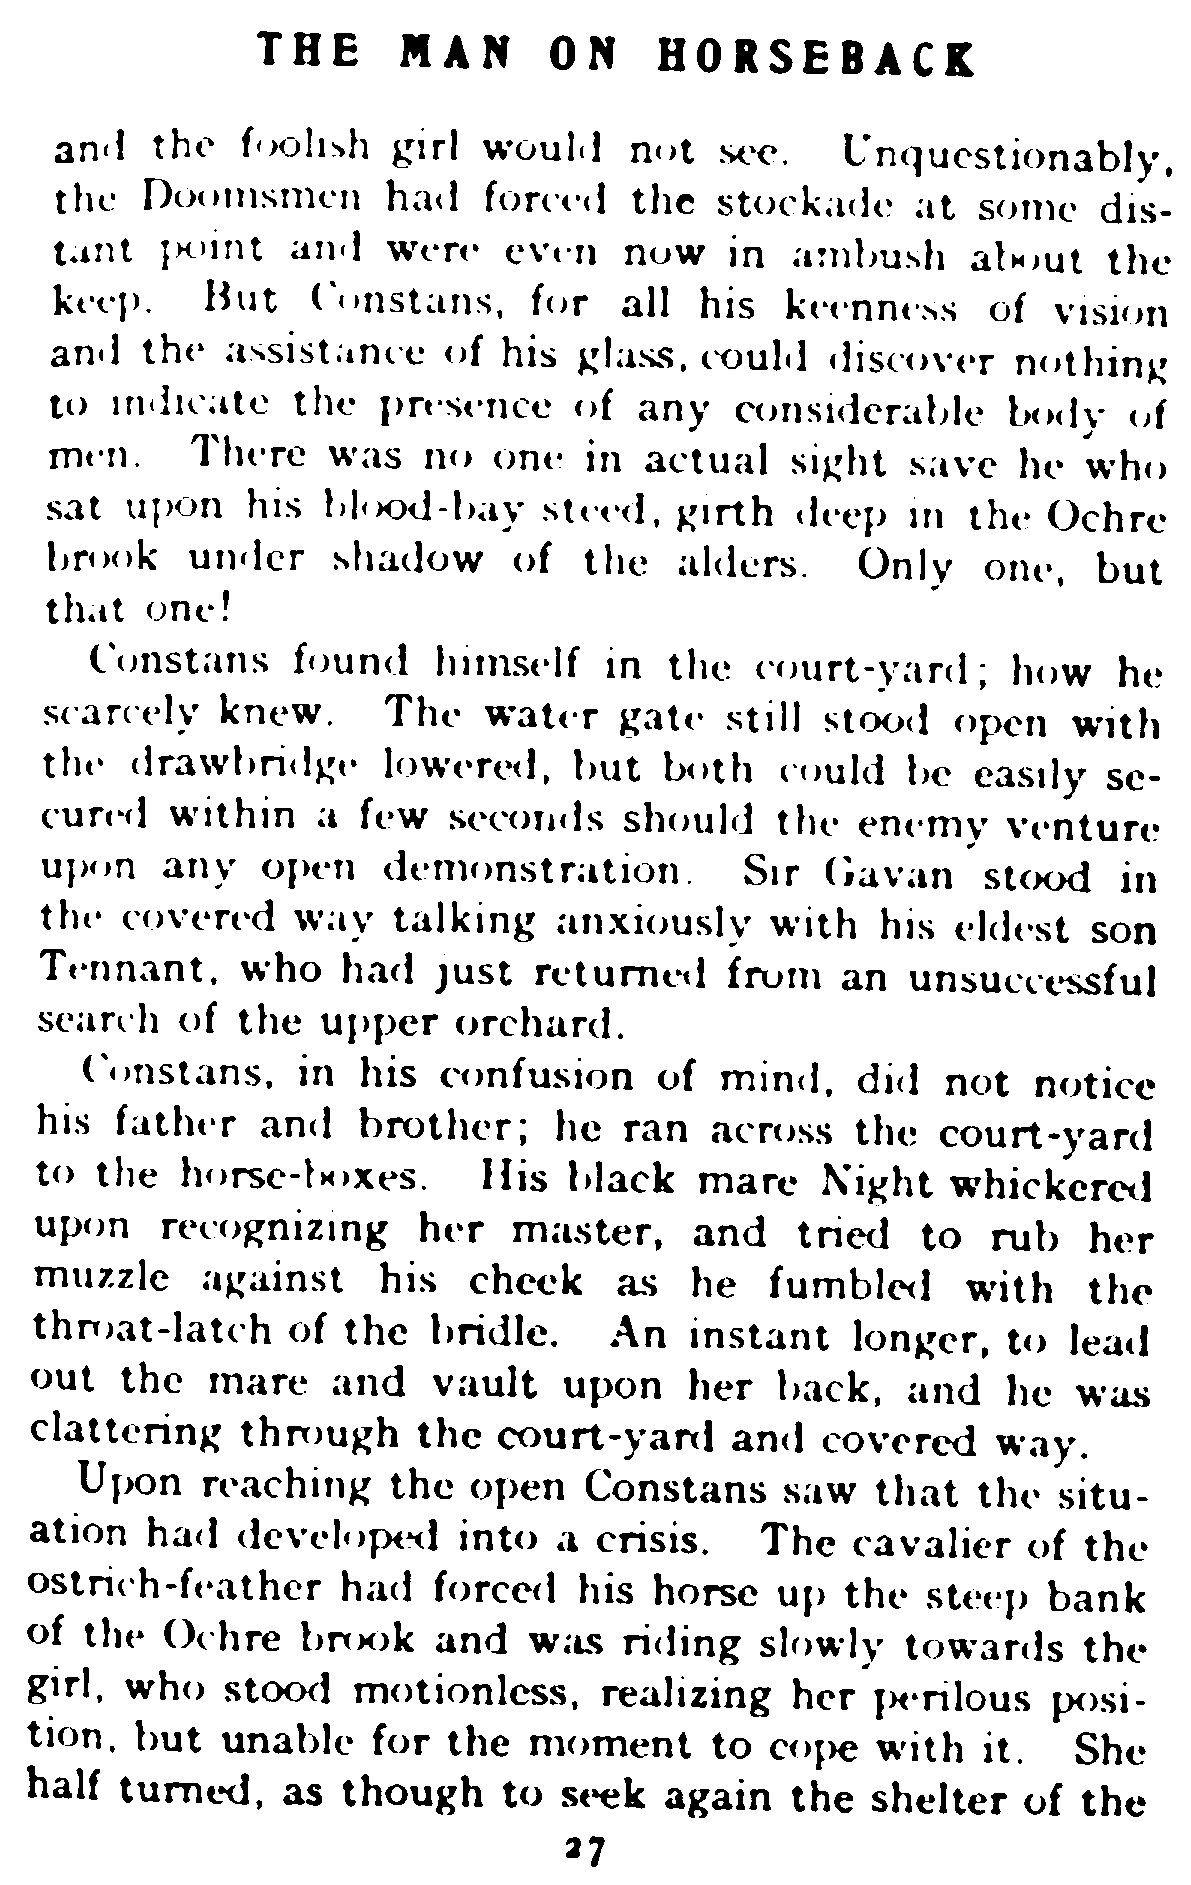 THE MAN ON HORSEBACK
and the foolish girl would not see. Unquestionably,
the Doomsmen had forced the stockade at some dis-
tant point and were even now in ambush about the
keep. But Constans, for all his keenness of vision
and the assistance of his glass, could discover nothing
to indicate the presence of any considerable body of
men. There was no one in actual sight save he who
sat upon his blood-bay steed, girth deep in the Ochre
brook under shadow of the alders. Only one, but
that one!
Constans found himself in the court-yard; how he
scarcely knew. The water gate still stood open with
the drawbridge lowered, but both could be easily se-
cured within a few seconds should the enemy venture
upon any open demonstration. Sir Gavan stood in
the covered way talking anxiously with his eldest son
Tennant, who had just returned from an unsuccessful
search of the upper orchard.
Constans, in his confusion of mind, did not notice
his father and brother; he ran across the court-yard
to the horse-boxes. His black mare Night whickered
upon recognizing her master, and tried to rub her
muzzle against his cheek as he fumbled with the
throat-latch of the bridle. An instant longer, to lead
out the mare and vault upon her back, and he was
clattering through the court-yard and covered way.
Upon reaching the open Constans saw that the situ-
ation had developed into a crisis. The cavalier of the
ostrich-feather had forced his horse up the steep bank
of the Ochre brook and was riding slowly towards the
girl, who stood motionless, realizing her perilous posi-
tion, but unable for the moment to cope with it. She
half turned, as though to seek again the shelter of the
27